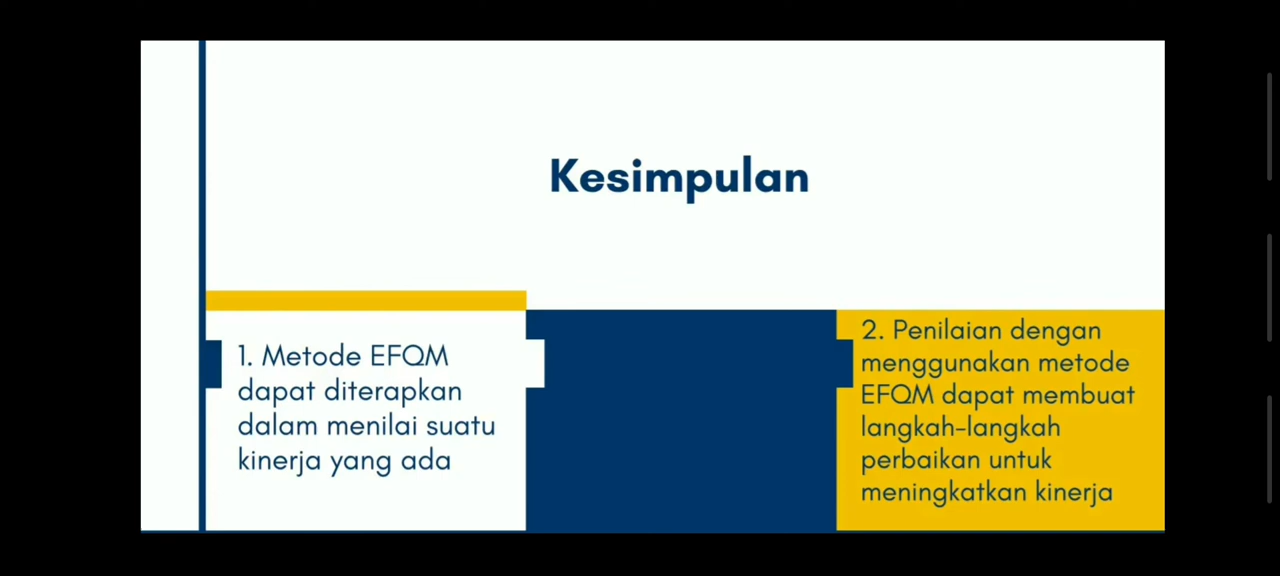 Kesimpulan
1. Metode EFQM
dapat diterapkan
dalam menilai suatu
kinerja yang ada
2. Penilaian dengan
menggunakan metode
EFQM dapat membuat
langkah-langkah
perbaikan untuk
meningkatkan kinerja